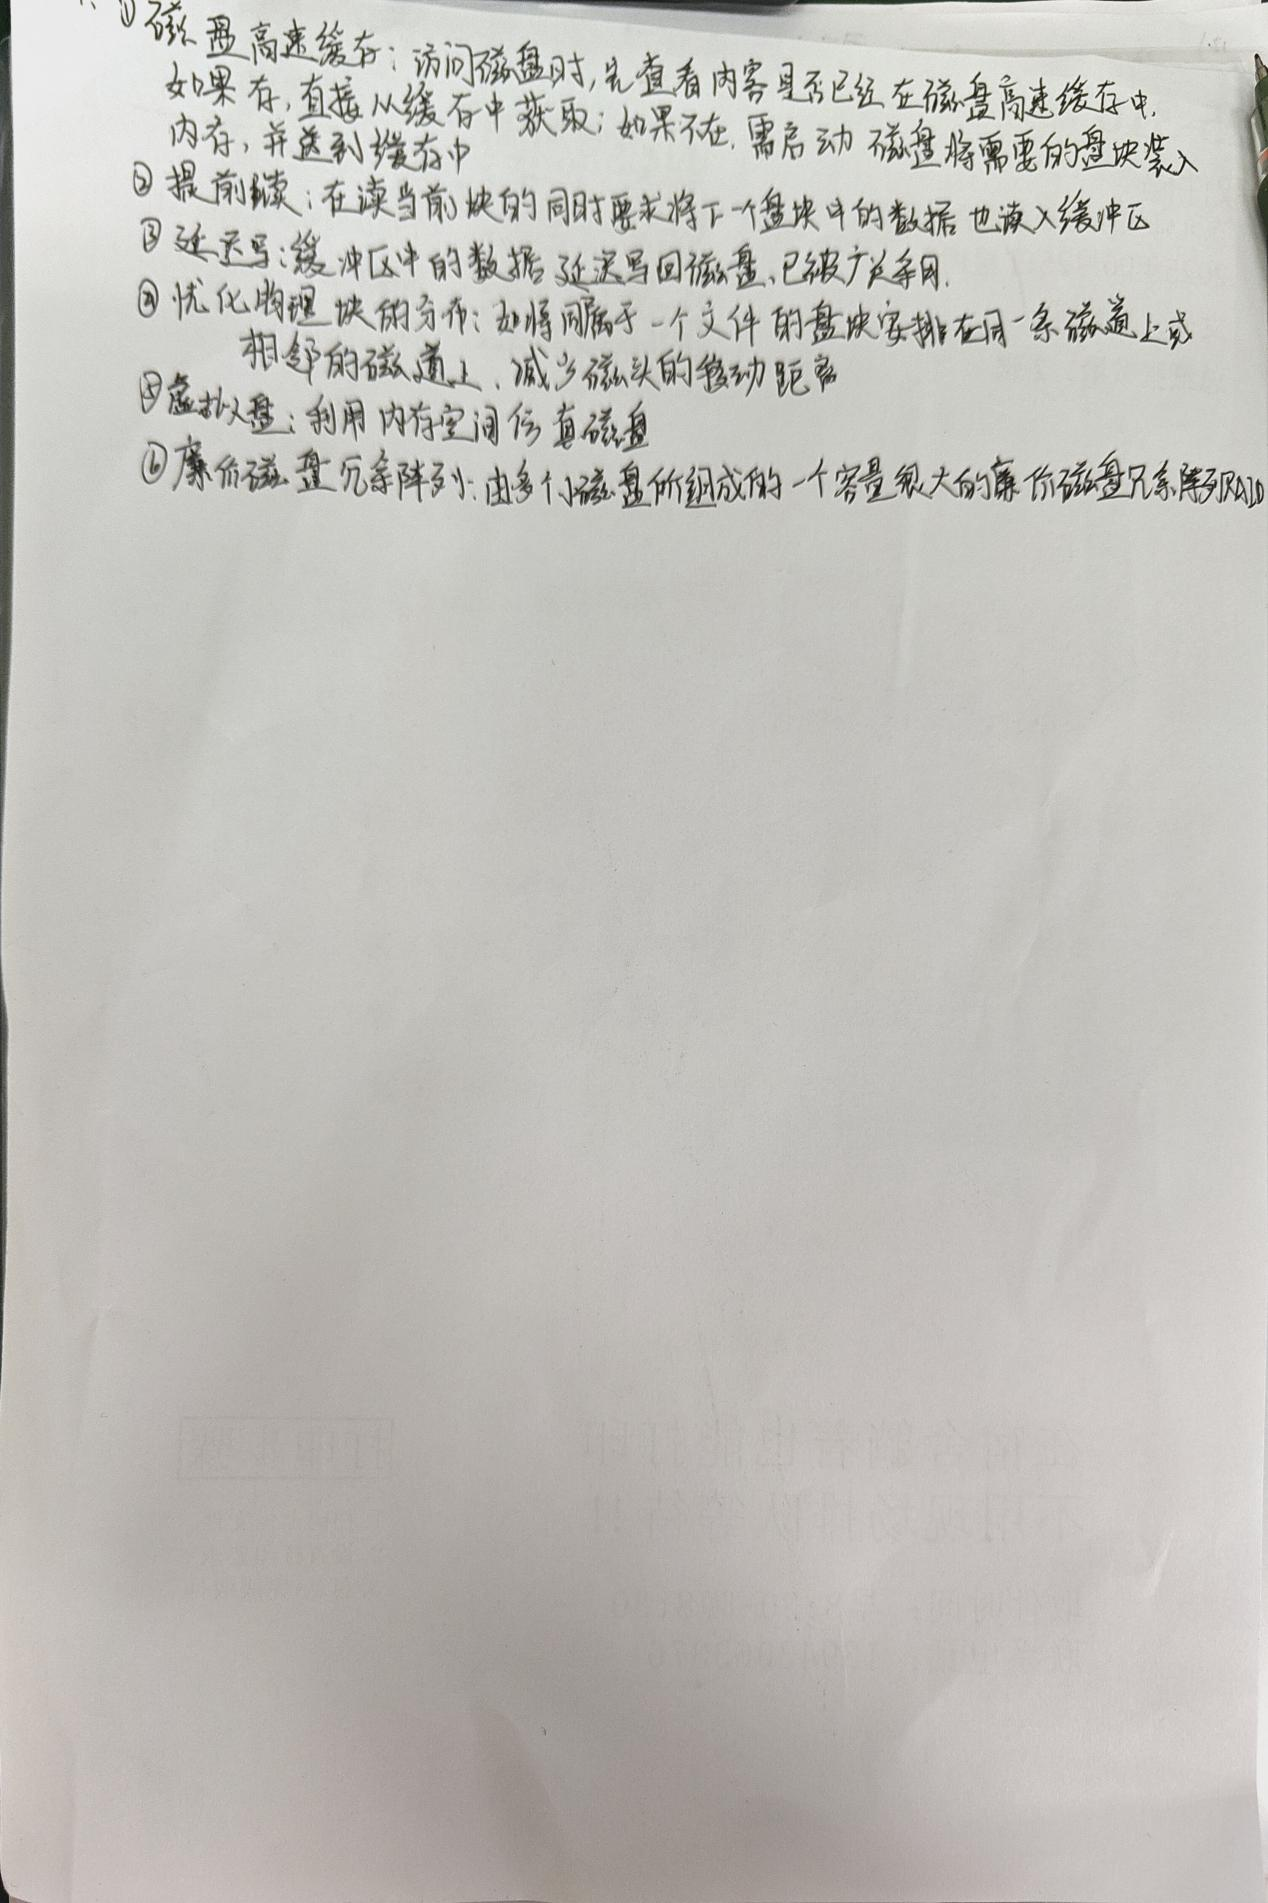 ①磁盘高速缓存：访问磁盘时，先查看内容是否已经在磁盘高速缓存中，
如果存，直接从缓存中获取；如果不在，需启动磁盘将需要的盘块装入
内存，并送到缓存中
②提前读：在读当前块的同时要求将下一个盘块中的数据也读入缓冲区
③延迟写：缓冲区中的数据延迟写回磁盘，已被广泛采用.
④优化物理块的分布：如将同属于一个文件的盘块安排在同一条磁道上或
相邻的磁道上，减少磁头的移动距离
⑤虚拟盘：利用内存空间仿真磁盘
⑥廉价磁盘冗余阵列：由多个小磁盘所组成的一个容量很大的廉价磁盘冗余阵列RAID